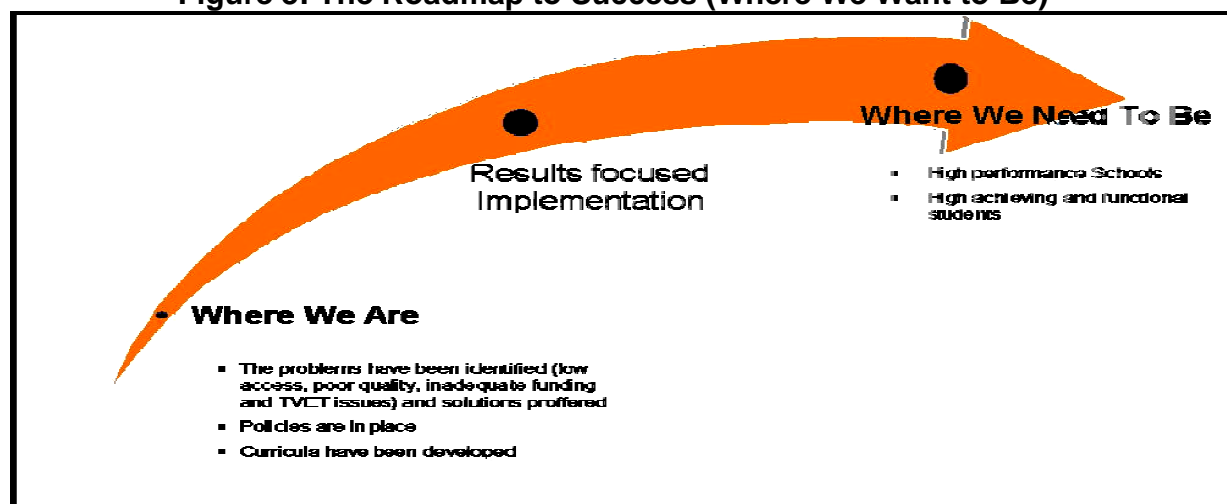 Figure 3: The Roadmap to Success (Where We Want to Be)
Where We Need To Be
Results focused
Implementation
▪ High performance Schools
▪ High achieving and functional
students
Where We Are
▪ The problems have been identified (low
access, poor quality, inadequate funding
and TVET issues) and solutions proffered
▪ Policies are in place
▪ Curricula have been developed